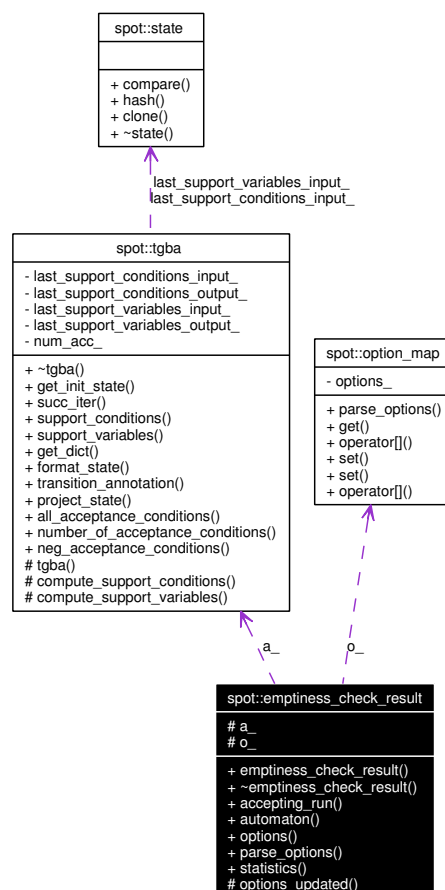 spot::state
+ compare()
+ hash()
+ clone()
+ ~state()
last_support_variables_input_
last_support_conditions_input_
spot::tgba
- last_support_conditions_input_
- last_support_conditions_output_
- last_support_variables_input_
- last_support_variables_output_
- num_acc_
+ ~tgba()
+ get_init_state()
+ succ_iter()
+ support_conditions()
+ support_variables()
+ get_dict()
+ format_state()
+ transition_annotation()
+ project_state()
+ all_acceptance_conditions()
+ number_of_acceptance_conditions()
+ neg_acceptance_conditions()
# tgba()
# compute_support_conditions()
# compute_support_variables()
spot::option_map
- options_
+ parse_options()
+ get()
+ operator[]()
+ set()
+ set()
+ operator[]()
a_
o_
spot::emptiness_check_result
# a_
# o_
+ emptiness_check_result()
+ ~emptiness_check_result()
+ accepting_run()
+ automaton()
+ options()
+ parse_options()
+ statistics()
# options_updated()